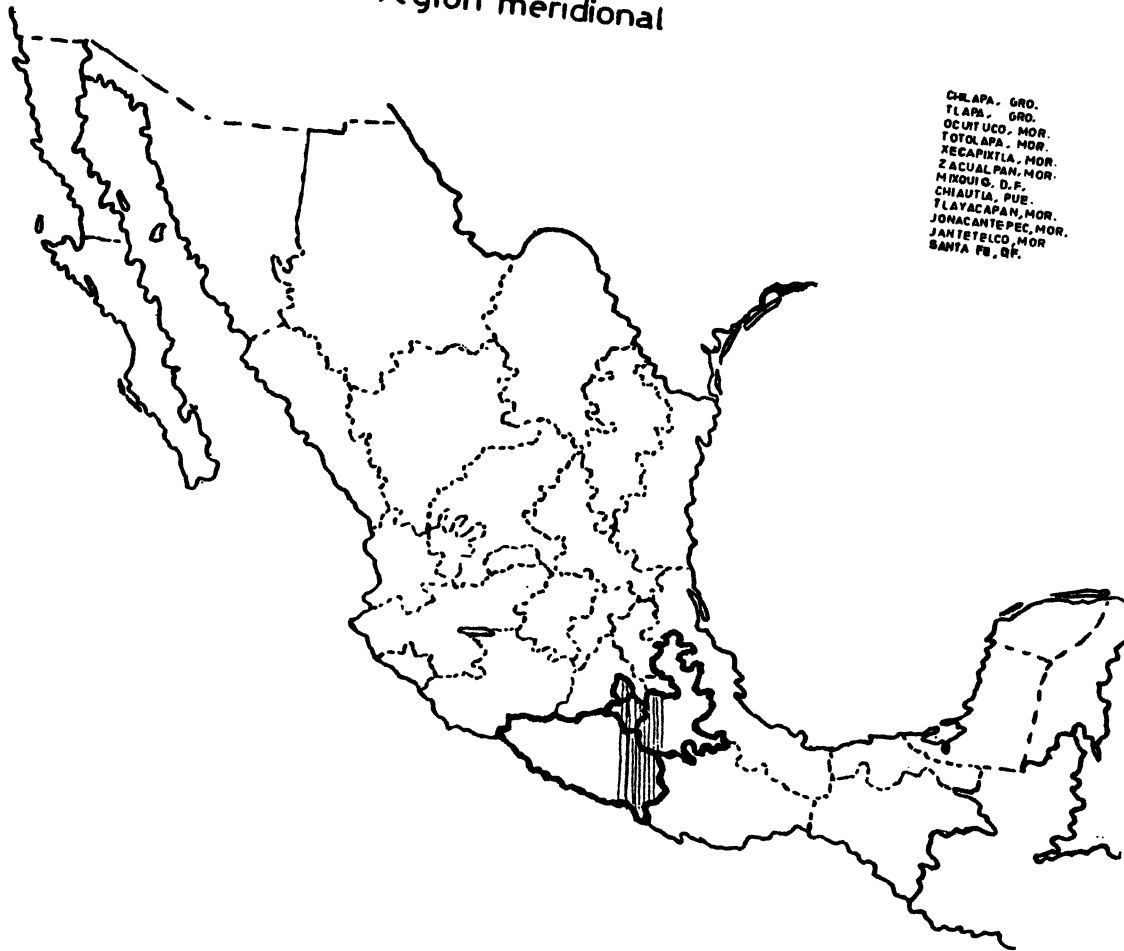 región meridional
CHILAPA, GRO.
TLAPA, GRO.
OCUITUCO, MOR.
TOTOLAPA, MOR.
XECAPIXTLA, MOR.
ZACUALPAN, MOR.
MIXQUIC, D.F.
CHIAUTLA, PUE.
TLAYACAPAN, MOR.
JONACANTEPEC, MOR.
JANTETELCO, MOR
SANTA FE, DF.